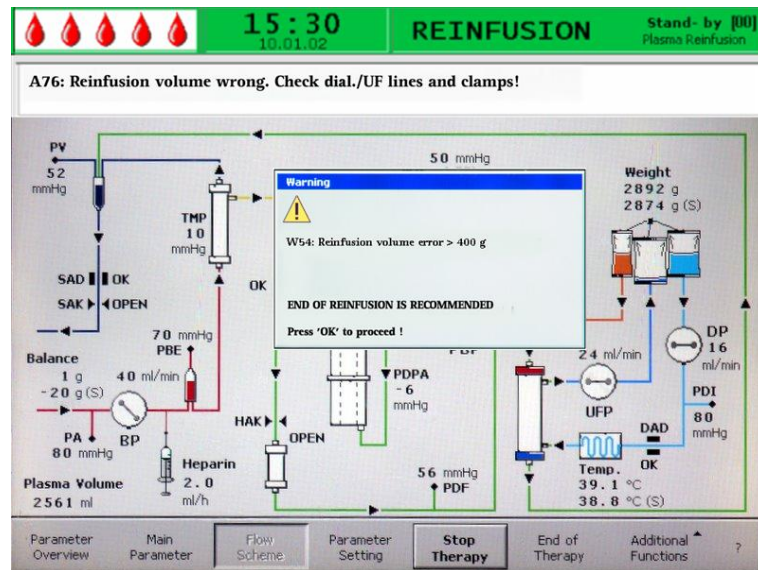 15:30
10.01.02
REINFUSION
Stand- by [00]
Plasma Reinfusion
A76: Reinfusion volume wrong. Check dial./UF lines and clamps!
PV
52
mmHg
50 mmHg
Weight
2892 g
2874 g (S)
Warning
W54: Reinfusion volume error > 400 g
END OF REINFUSION IS RECOMMENDED
Press ‘OK’ to proceed !
TMP
10
mmHg
SAD OK
SAK OPEN
OK
70 mmHg
PBE
Balance
1 g
-20 g (S)
40 ml/min
PA
80 mmHg
BP
Heparin
2.0
ml/h
Plasma Volume
2561 ml
HAK
OPEN
PDPA
-6
mmHg
56 mmHg
PDF
24 ml/min
UFP
DP
16
ml/min
PDI
80
mmHg
DAD
OK
Temp.
39.1 °C
38.8 °C (S)
Parameter Overview
Main Parameter
Flow Scheme
Parameter Setting
Stop Therapy
End of Therapy
Additional Functions
?